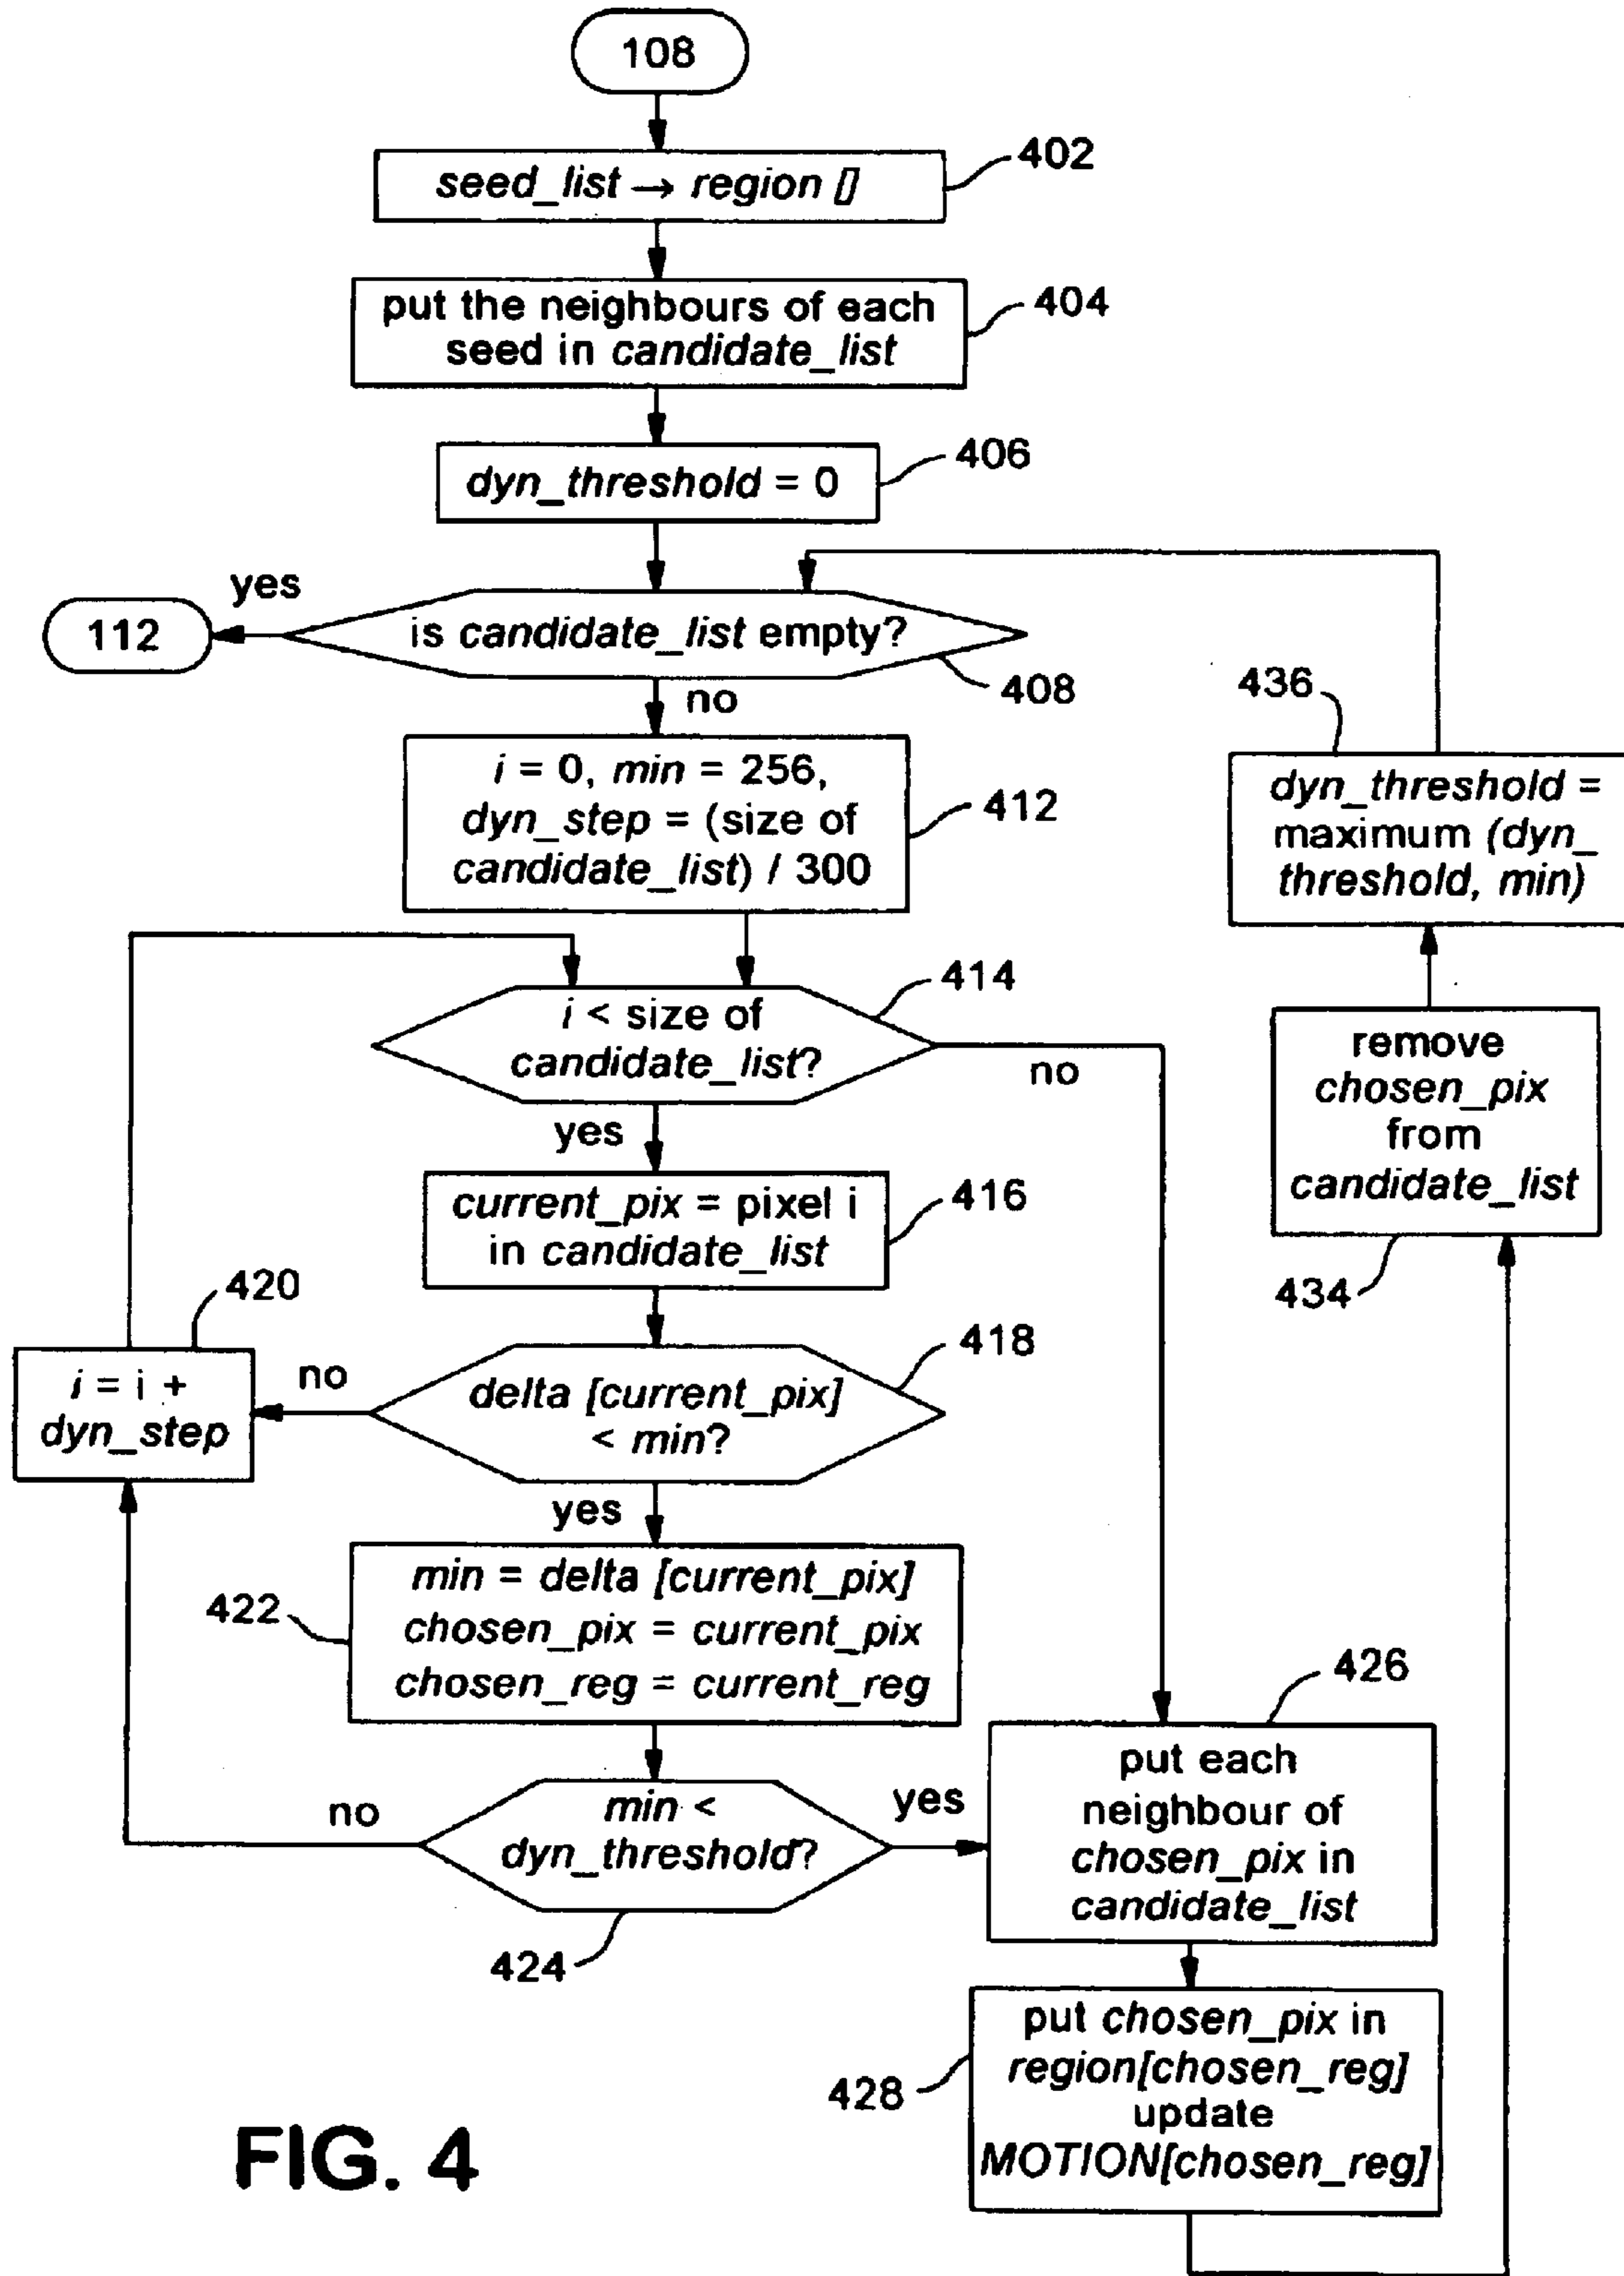 108
402
seed_list → region []
put the neighbours of each
seed in candidate_list
404
dyn_threshold = 0
406
yes
112
is candidate_list empty?
408
no
i = 0, min = 256,
dyn_step = (size of
candidate_list) / 300
412
436
dyn_threshold =
maximum (dyn_
threshold, min)
414
i < size of
candidate_list?
no
yes
remove
chosen_pix
from
candidate_list
434
current_pix = pixel i
in candidate_list
416
420
i = i +
dyn_step
no
418
delta [current_pix]
< min?
yes
422
min = delta [current_pix]
chosen_pix = current_pix
chosen_reg = current_reg
426
no
min <
dyn_threshold?
yes
424
put each
neighbour of
chosen_pix in
candidate_list
428
put chosen_pix in
region[chosen_reg]
update
MOTION[chosen_reg]
FIG. 4